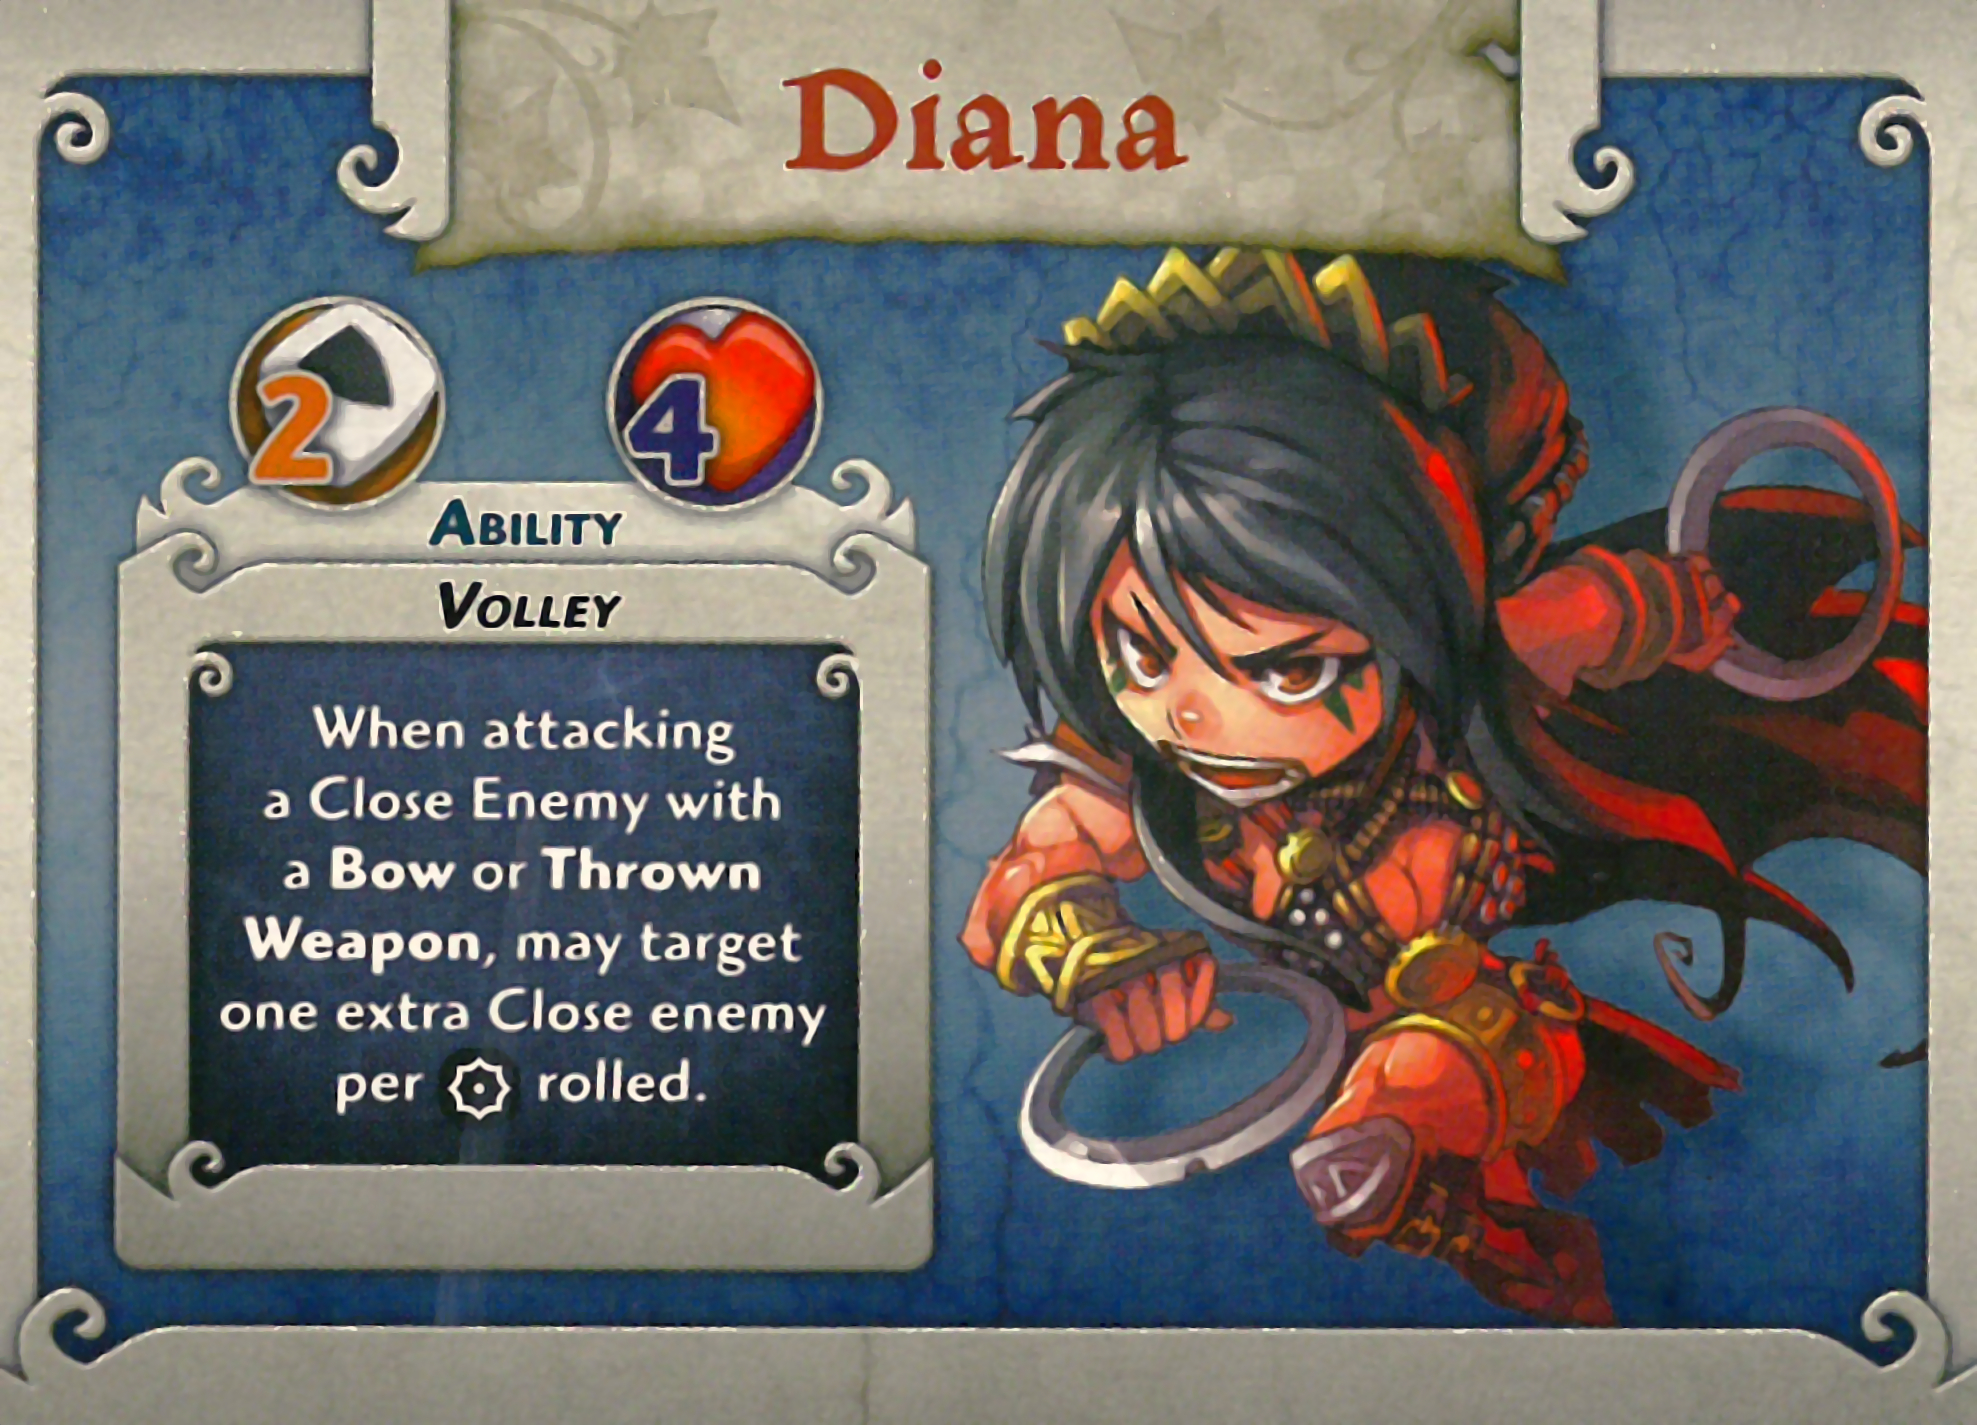 Diana
2
4
ABILITY
VOLLEY
When attacking
a Close Enemy with
a Bow or Thrown
Weapon, may target
one extra Close enemy
per rolled.